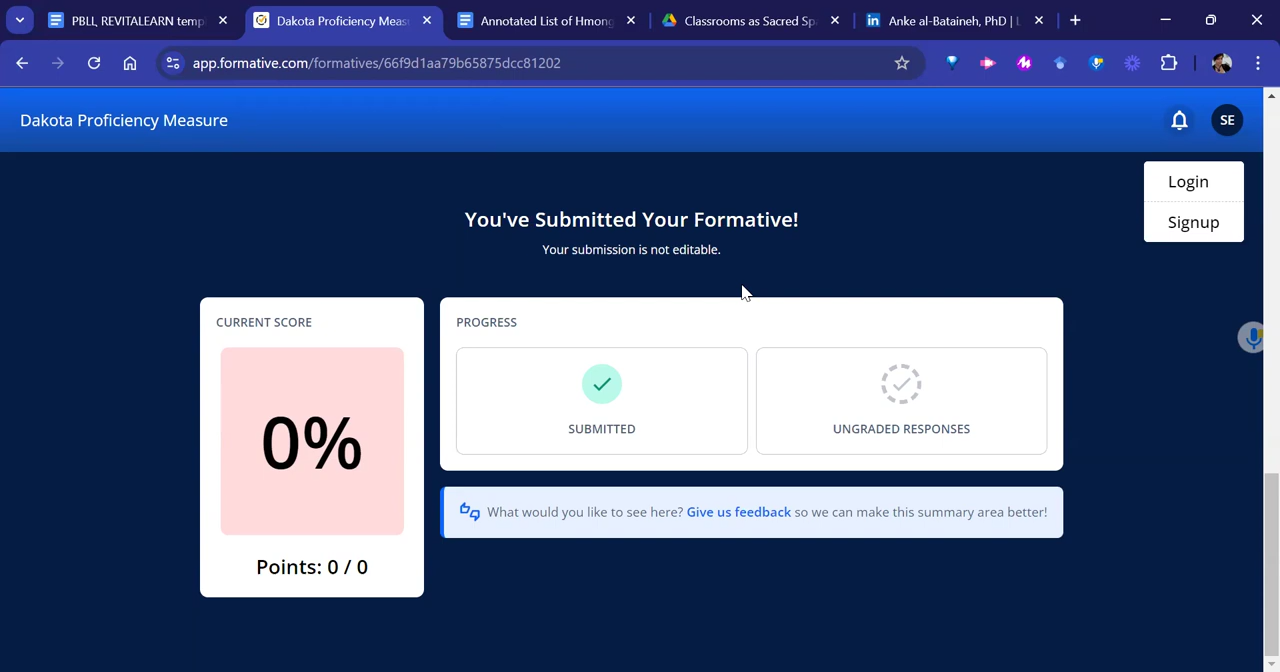 PBLL, REVITALEARN temp
Dakota Proficiency Meas
Annotated List of Hmong
Classrooms as Sacred Sp
Anke al-Bataineh, PhD |
app.formative.com/formatives/66f9d1aa79b65875dcc81202
Dakota Proficiency Measure
SE
Login
Signup
You've Submitted Your Formative!
Your submission is not editable.
CURRENT SCORE
0%
Points: 0 / 0
PROGRESS
SUBMITTED
UNGRADED RESPONSES
What would you like to see here? Give us feedback so we can make this summary area better!